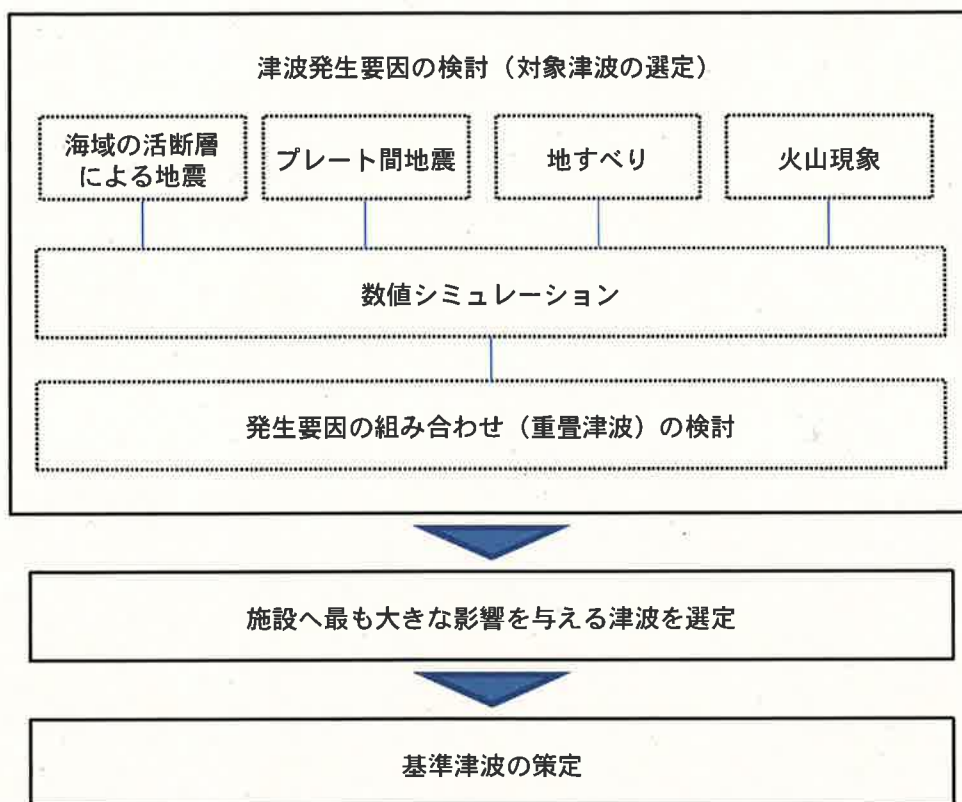 津波発生要因の検討（対象津波の選定）
海域の活断層
による地震
プレート間地震
地すべり
火山現象
数値シミュレーション
発生要因の組み合わせ（重畳津波）の検討
施設へ最も大きな影響を与える津波を選定
基準津波の策定